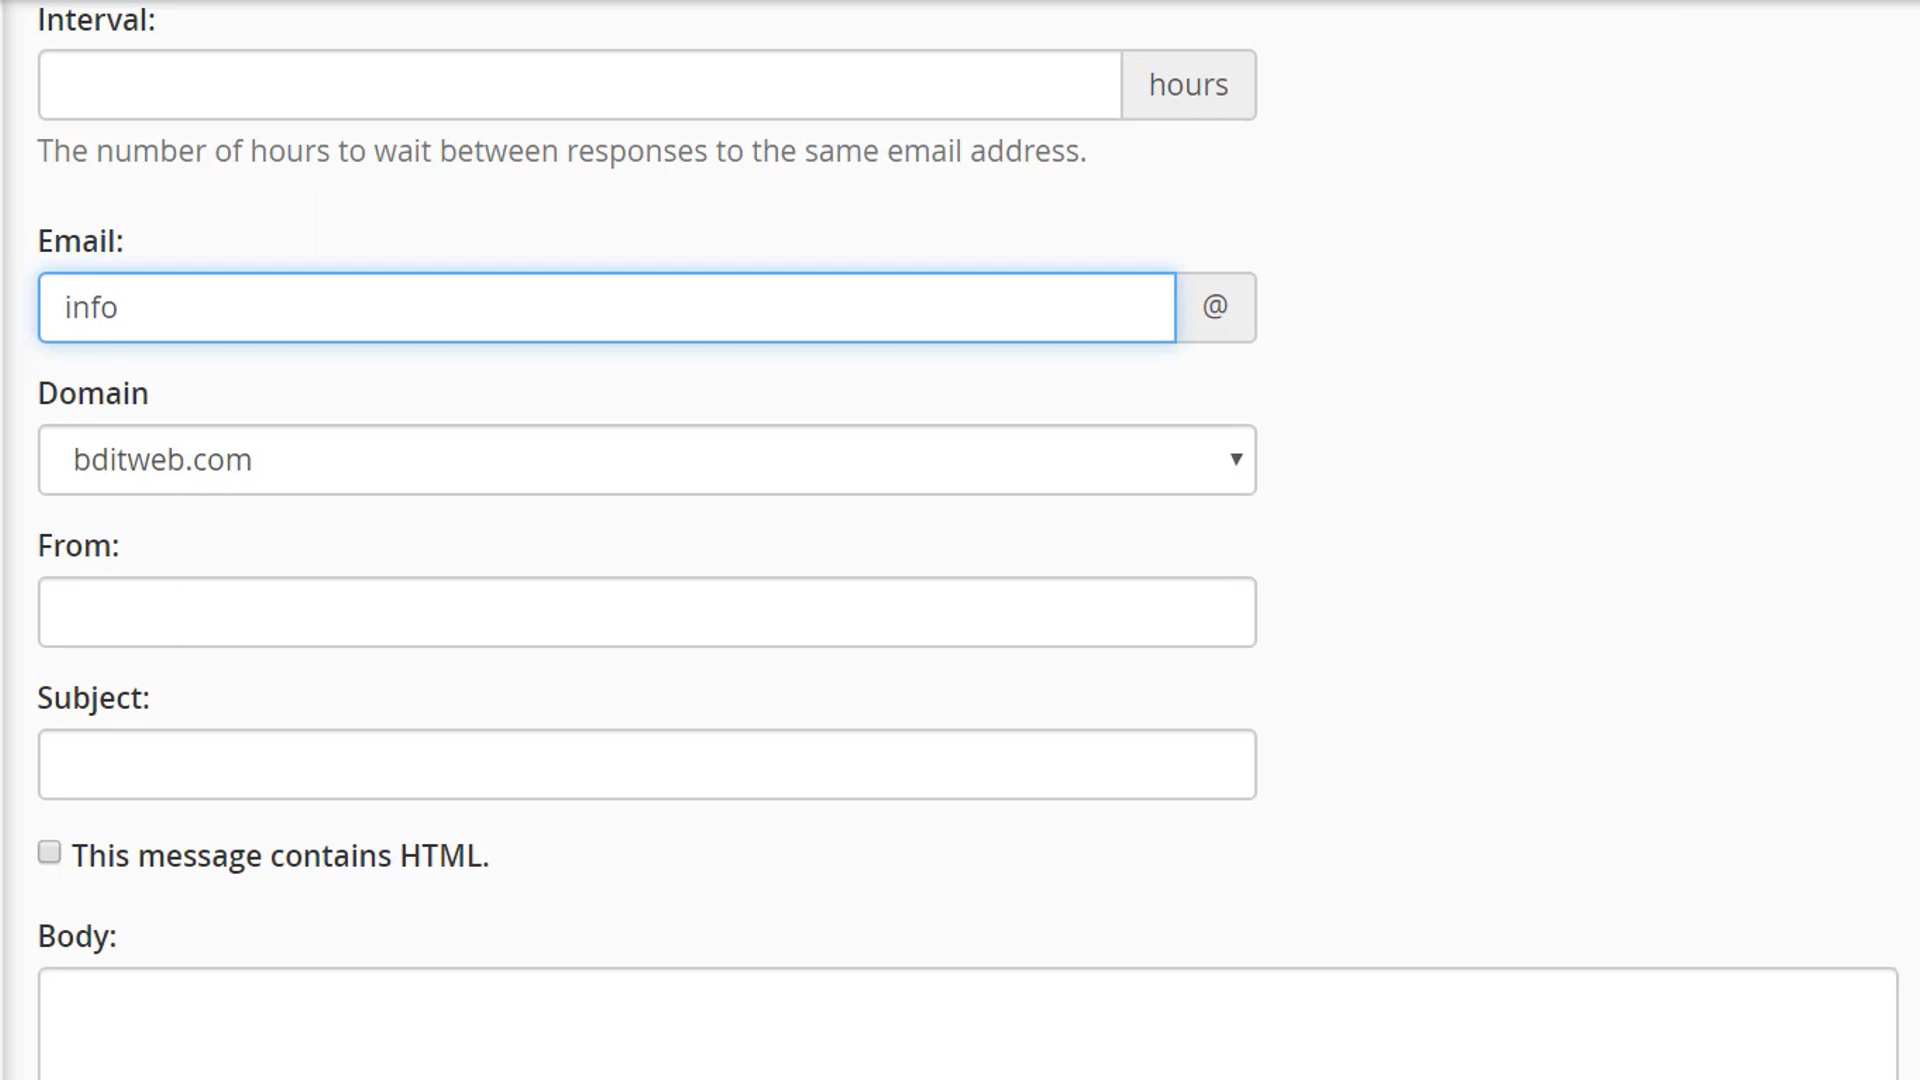 Interval:
hours
The number of hours to wait between responses to the same email address.
Email:
info
@
Domain
bditweb.com
From:
Subject:
This message contains HTML.
Body: